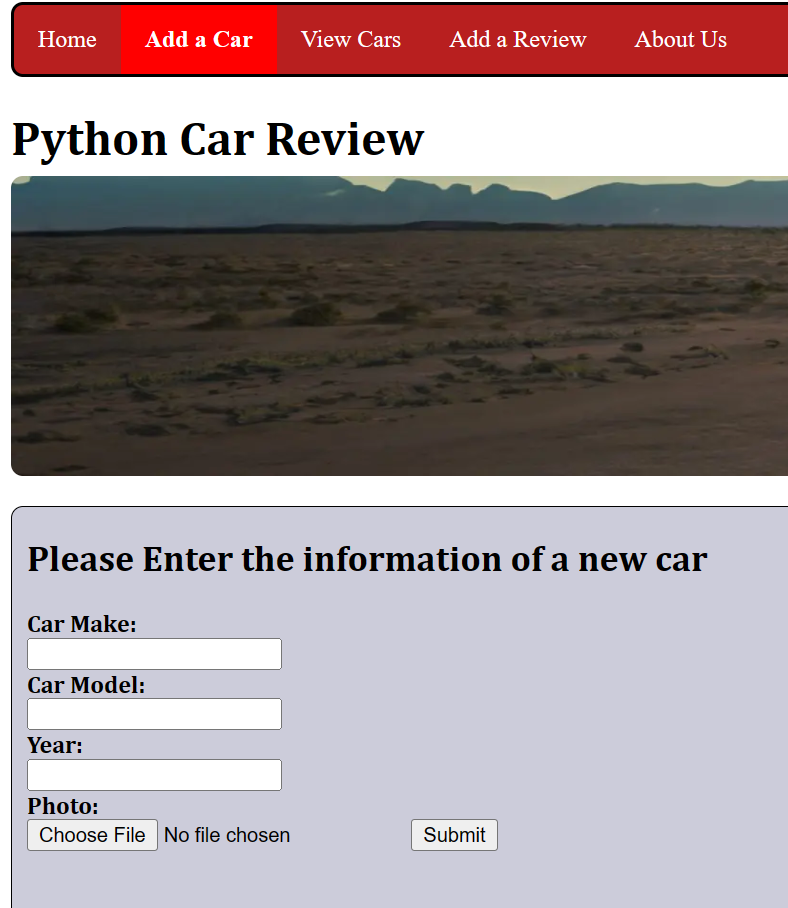 Home Add a Car View Cars Add a Review About Us
Python Car Review
Please Enter the information of a new car
Car Make:
Car Model:
Year:
Photo:
Choose File No file chosen Submit